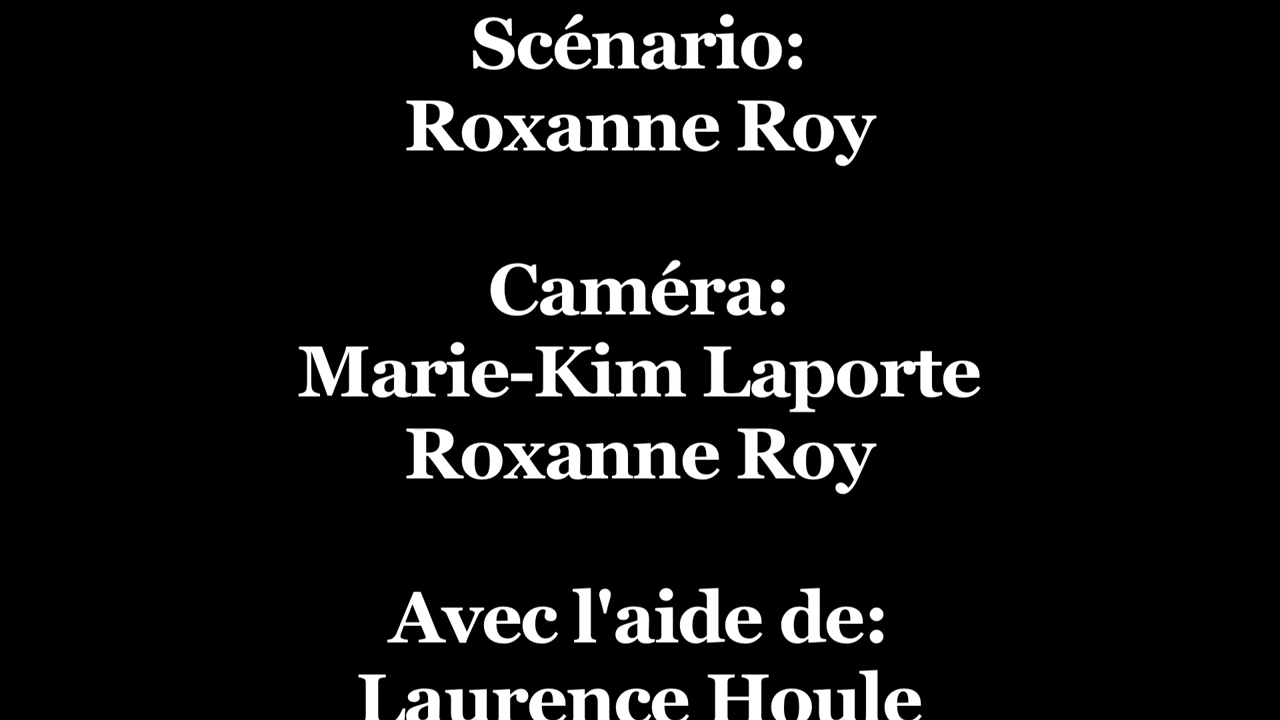 Scénario:
Roxanne Roy
Caméra:
Marie-Kim Laporte
Roxanne Roy
Avec l'aide de:
Laurence Houle